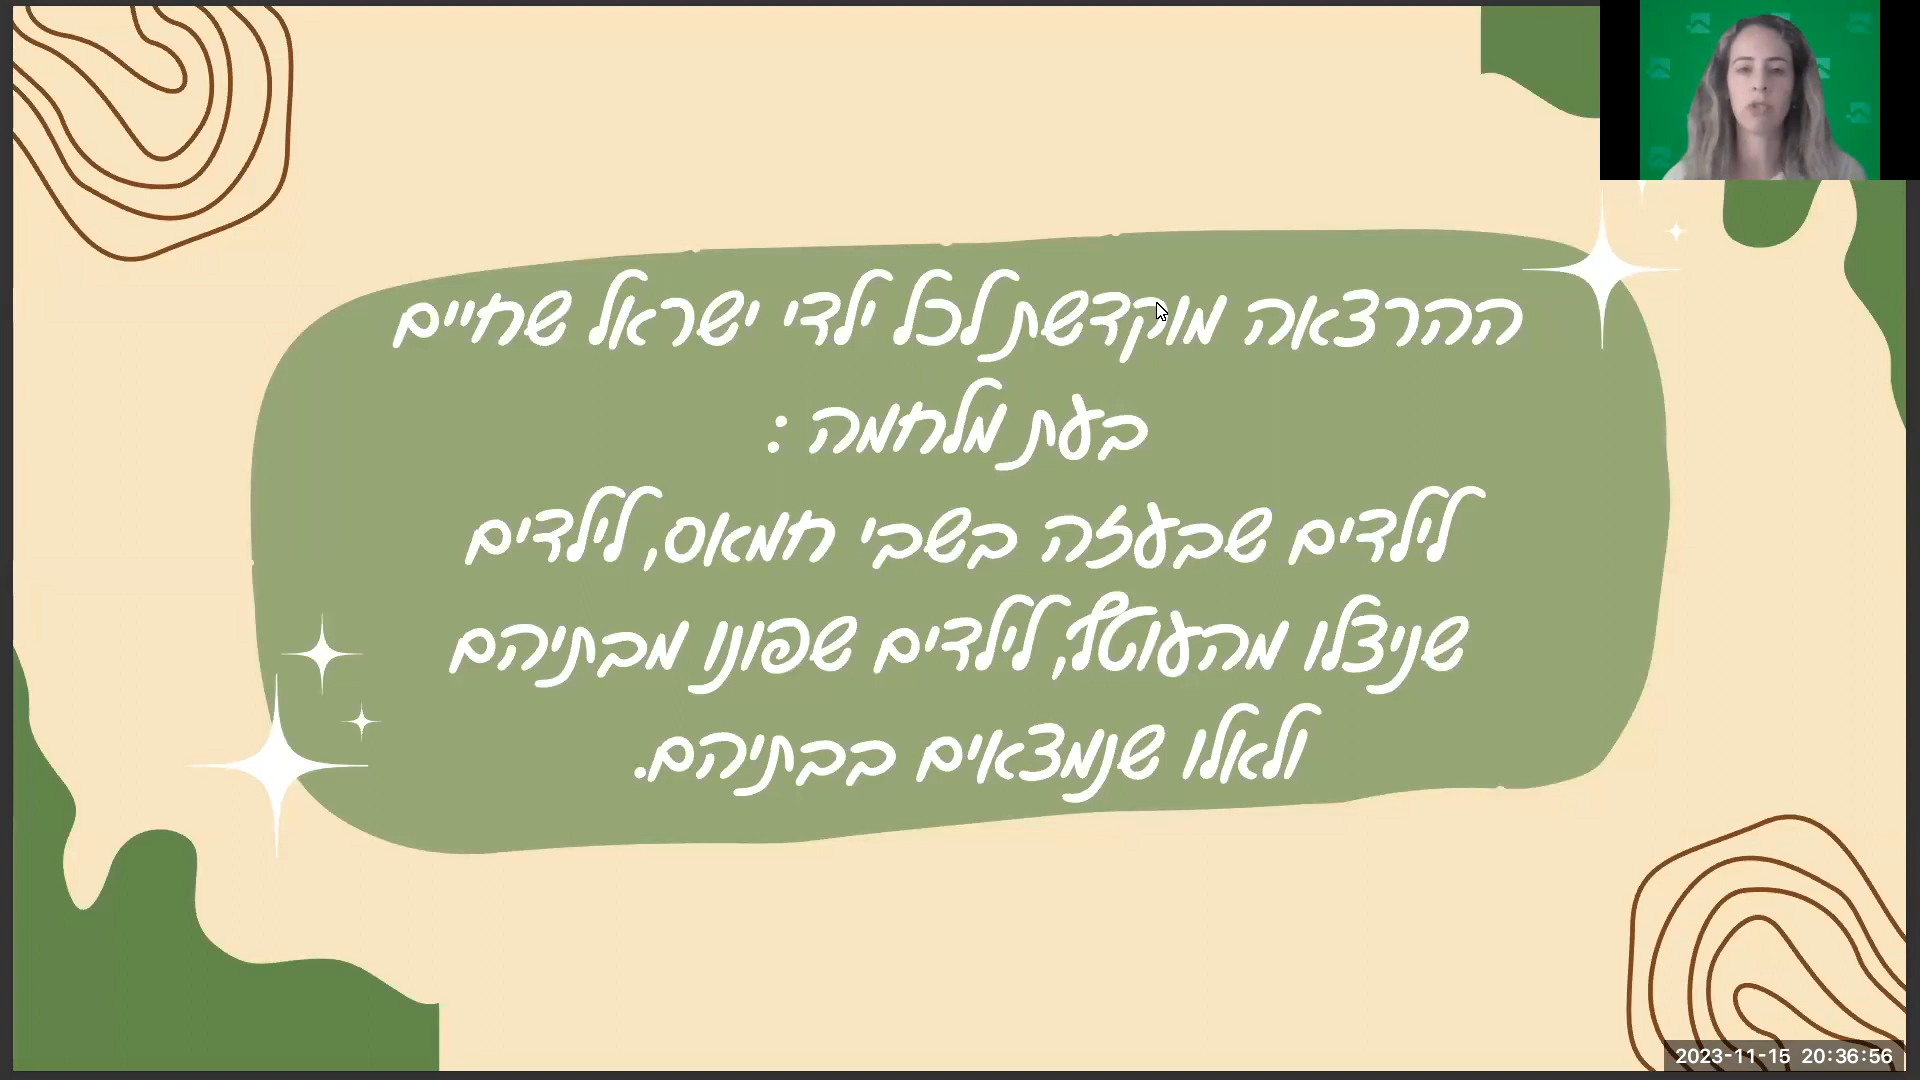 ההרצאה מוקדשת לכל ילדי ישראל שחיים
בעת מלחמה :
לילדים שבעזה בשבי חמאס, לילדים
שניצלו מהעוטף, לילדים שפונו מבתיהם
ולאלו שנמצאים בבתיהם.
2023-11-15 20:36:56